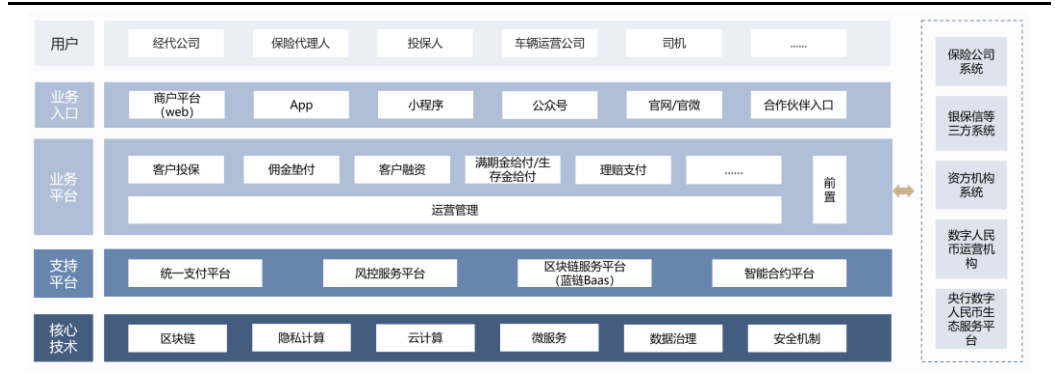 用户
经代公司
保险代理人
投保人
车辆运营公司
司机
......
业务
入口
商户平台
(web)
App
小程序
公众号
官网/官微
合作伙伴入口
业务
平台
客户投保
佣金垫付
客户融资
满期金给付/生
存金给付
理赔支付
......
前
置
运营管理
支持
平台
统一支付平台
风控服务平台
区块链服务平台
(蓝链Baas)
智能合约平台
核心
技术
区块链
隐私计算
云计算
微服务
数据治理
安全机制
保险公司
系统
银保信等
三方系统
资方机构
系统
数字人民
币运营机
构
央行数字
人民币生
态服务平
台